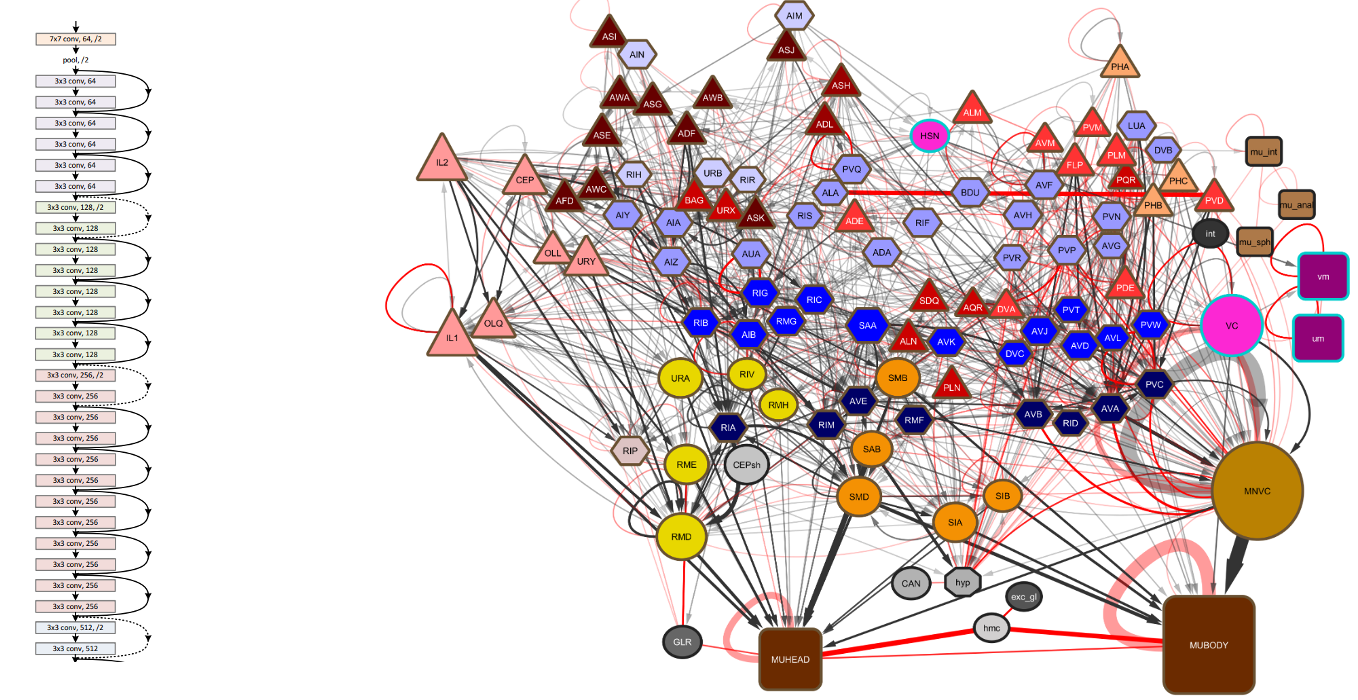 7x7 conv, 64, /2
pool, /2
3x3 conv, 64
3x3 conv, 64
3x3 conv, 64
3x3 conv, 64
3x3 conv, 64
3x3 conv, 64
3x3 conv, 128, /2
3x3 conv, 128
3x3 conv, 128
3x3 conv, 128
3x3 conv, 128
3x3 conv, 128
3x3 conv, 128
3x3 conv, 128
3x3 conv, 256, /2
3x3 conv, 256
3x3 conv, 256
3x3 conv, 256
3x3 conv, 256
3x3 conv, 256
3x3 conv, 256
3x3 conv, 256
3x3 conv, 256
3x3 conv, 256
3x3 conv, 256
3x3 conv, 256
3x3 conv, 512, /2
3x3 conv, 512
AIM
ASI
AIN
ASJ
PHA
ASH
AWA
ASG
AWB
ALM
ADL
ASE
ADF
HSN
AVM
PVM
LUA
DVB
mu_int
IL2
CEP
RIH
URB
RIR
PVQ
FLP
PLM
PQR
PHC
AFD
AWC
BAG
URX
ASK
ALA
BDU
AVF
PHB
PVD
mu_anal
AIY
AIA
RIS
ADE
RIF
AVH
PVN
int
mu_sph
OLL
URY
AIZ
AUA
ADA
PVR
PVP
AVG
vm
RIG
RIC
SDQ
AQR
DVA
PDE
PVT
IL1
OLQ
RIB
AIB
RMG
SAA
ALN
AVK
DVC
AVJ
AVD
AVL
PVW
VC
um
URA
RIV
SMB
PLN
PVC
RMH
AVE
RIA
RIM
RMF
AVB
RID
AVA
RIP
RME
CEPsh
SAB
SMD
SIB
MNVC
RMD
SIA
CAN
hyp
exc_gl
GLR
hmc
MUHEAD
MUBODY